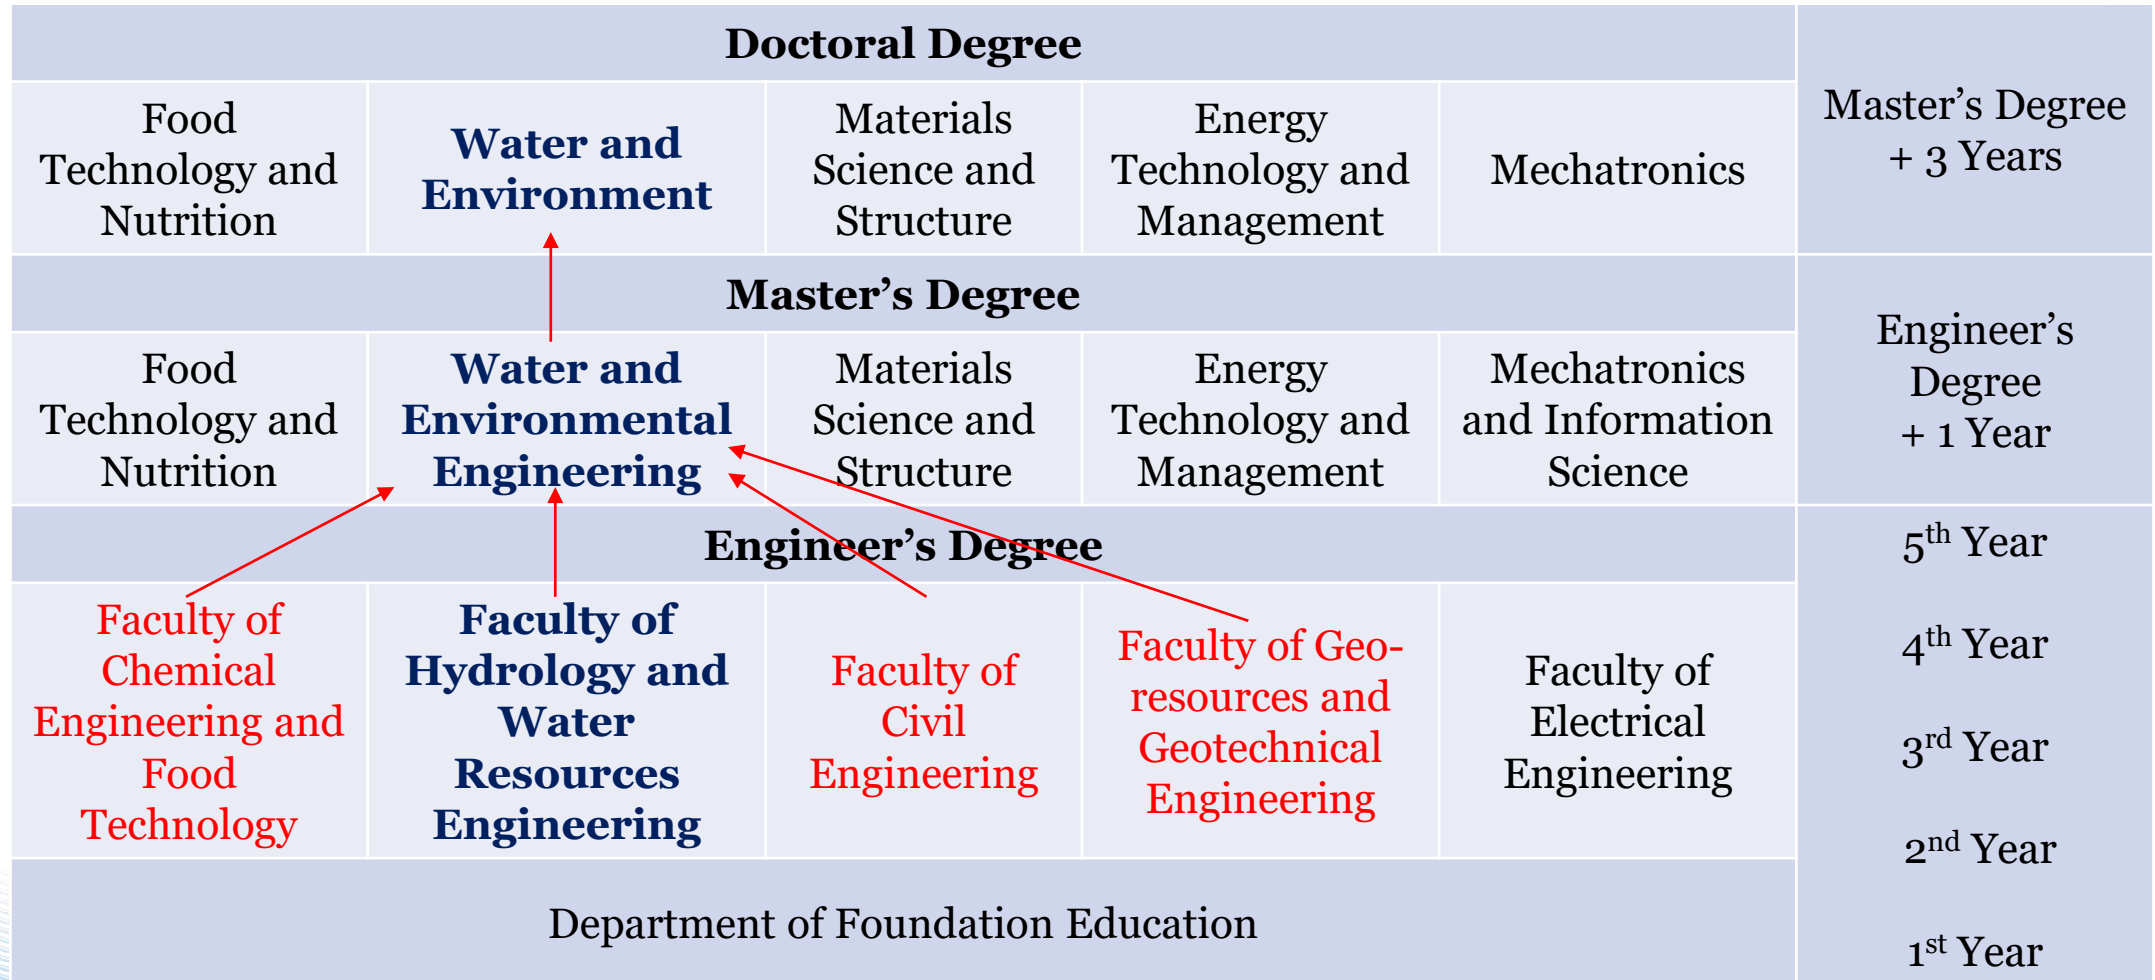 Doctoral Degree
Food
Technology and
Nutrition
Water and
Environment
Materials
Science and
Structure
Energy
Technology and
Management
Mechatronics
Master’s Degree
+ 3 Years
Master’s Degree
Food
Technology and
Nutrition
Water and
Environmental
Engineering
Materials
Science and
Structure
Energy
Technology and
Management
Mechatronics
and Information
Science
Engineer’s
Degree
+ 1 Year
Engineer’s Degree
Faculty of
Chemical
Engineering and
Food
Technology
Faculty of
Hydrology and
Water
Resources
Engineering
Faculty of
Civil
Engineering
Faculty of Geo-
resources and
Geotechnical
Engineering
Faculty of
Electrical
Engineering
5th Year
4th Year
3rd Year
2nd Year
1st Year
Department of Foundation Education